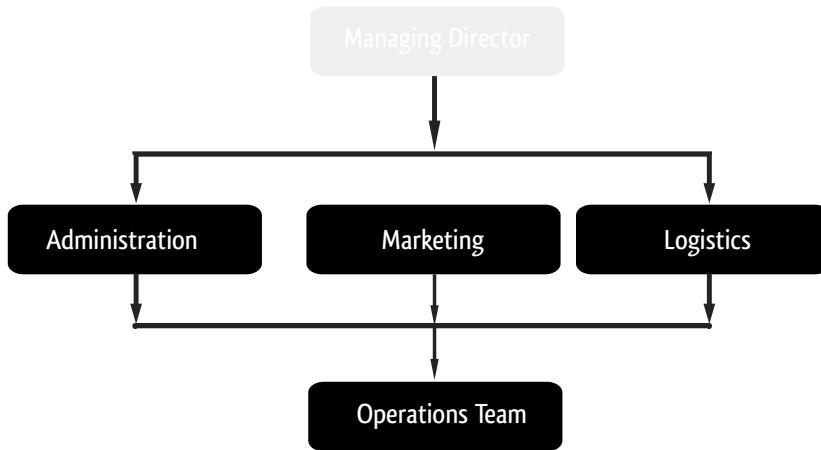 Managing Director
Administration
Marketing
Logistics
Operations Team